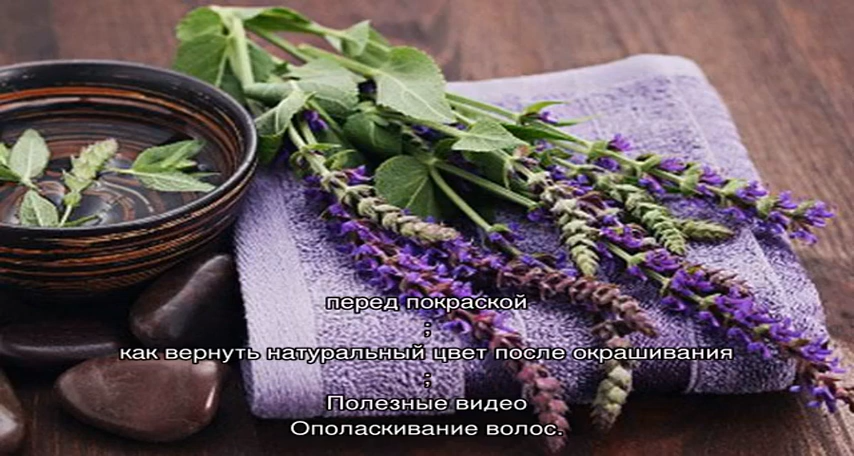 перед покраской
;
как вернуть натуральный цвет после окрашивания
;
Полезные видео
Ополаскивание волос.